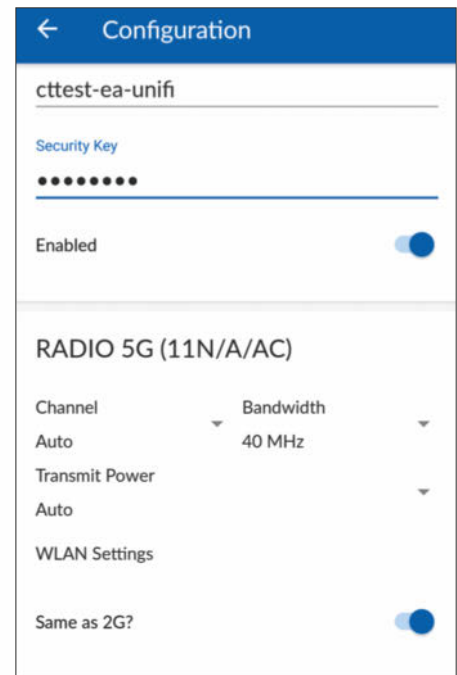 Configuration
cttest-ea-unifi
Security Key
••••••••
Enabled
RADIO 5G (11N/A/AC)
Channel Bandwidth
Auto 40 MHz
Transmit Power
Auto
WLAN Settings
Same as 2G?